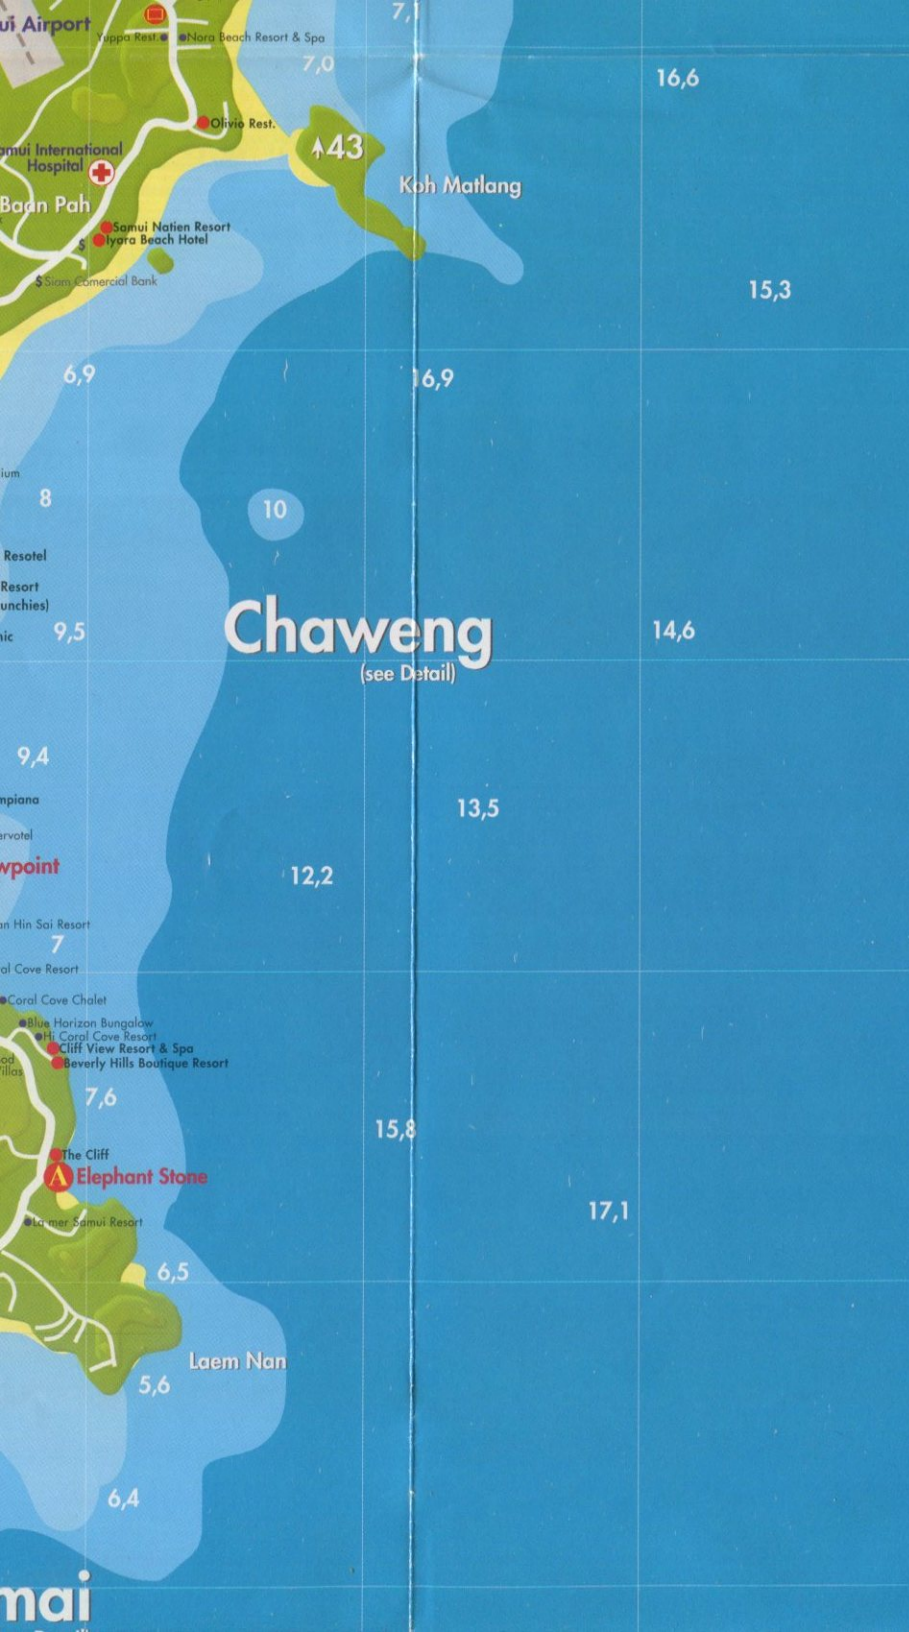 7,1
ui Airport
Yuppa Rest.
Nora Beach Resort & Spa
7,0
16,6
Olivio Rest.
43
amui International
Hospital
Koh Matlang
Baan Pah
Samui Natien Resort
Iyara Beach Hotel
$
$ Siam Comercial Bank
15,3
6,9
16,9
ium
8
10
Resotel
Resort
unchies)
nic
9,5
Chaweng
(see Detail)
14,6
9,4
mpiana
13,5
ervotel
wpoint
12,2
an Hin Sai Resort
7
al Cove Resort
Coral Cove Chalet
Blue Horizon Bungalow
Hi Coral Cove Resort
Cliff View Resort & Spa
od
Villas
Beverly Hills Boutique Resort
7,6
15,8
The Cliff
A Elephant Stone
17,1
La mer Samui Resort
6,5
Laem Nan
5,6
6,4
mai